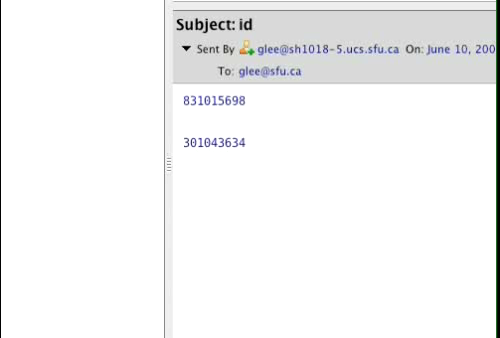 Subject: id
Sent By glee@sh1018-5.ucs.sfu.ca On: June 10, 200
To: glee@sfu.ca
831015698
301043634